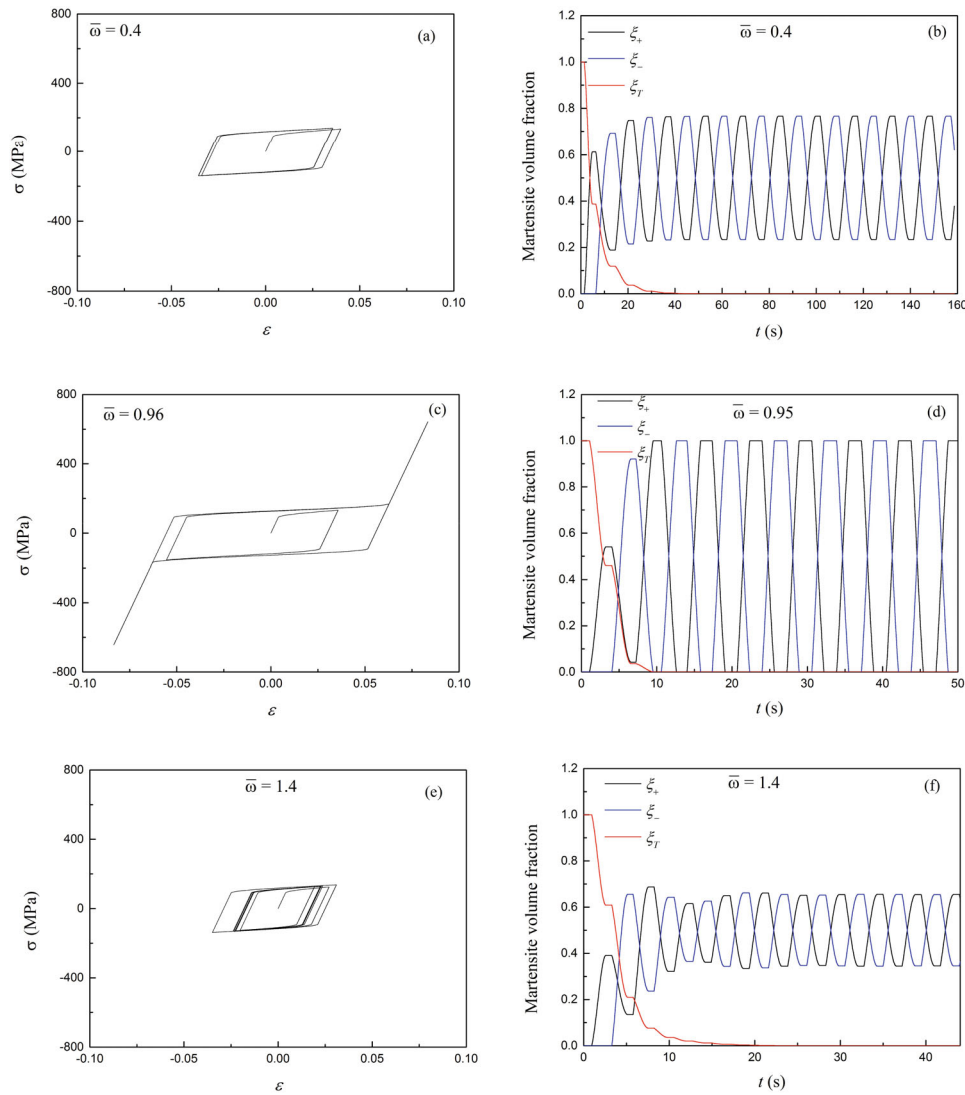 ω̄ = 0.4
(a)
800
400
0
-400
-800
σ (MPε)
-0.10
-0.05
0.00
0.05
0.10
ε
ω̄ = 0.4
(b)
ξ₊
ξ₋
ξ_T
1.2
1.0
0.8
0.6
0.4
0.2
0.0
Martensite volume fraction
0
20
40
60
80
100
120
140
160
t (s)
ω̄ = 0.96
(c)
800
400
0
-400
-800
σ (MPa)
-0.10
-0.05
0.00
0.05
0.10
ε
ω̄ = 0.95
(d)
ξ₊
ξ₋
ξ_T
1.2
1.0
0.8
0.6
0.4
0.2
0.0
Martensite volume fraction
0
10
20
30
40
50
t (s)
ω̄ = 1.4
(e)
800
400
0
-400
-800
σ (MPa)
-0.10
-0.05
0.00
0.05
0.10
ε
ω̄ = 1.4
(f)
ξ₊
ξ₋
ξ_T
1.2
1.0
0.8
0.6
0.4
0.2
0.0
Martensite volume fraction
0
10
20
30
40
t (s)